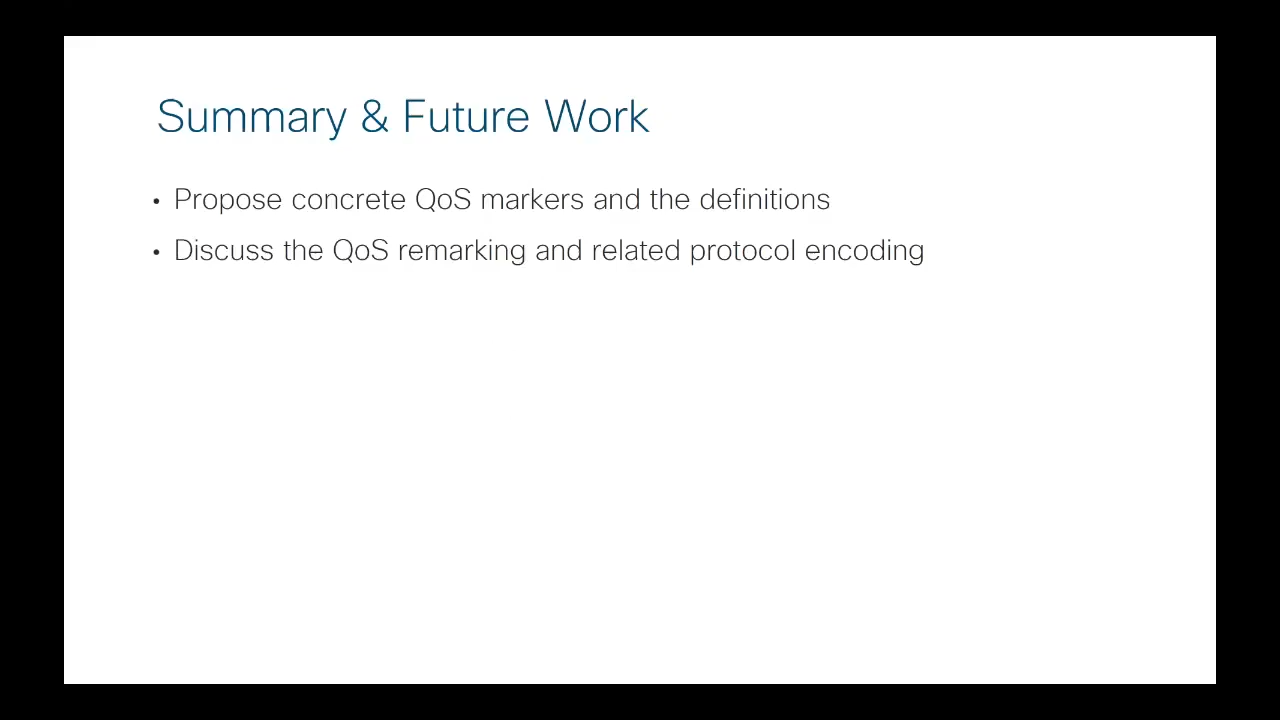 Summary & Future Work
• Propose concrete QoS markers and the definitions
• Discuss the QoS remarking and related protocol encoding